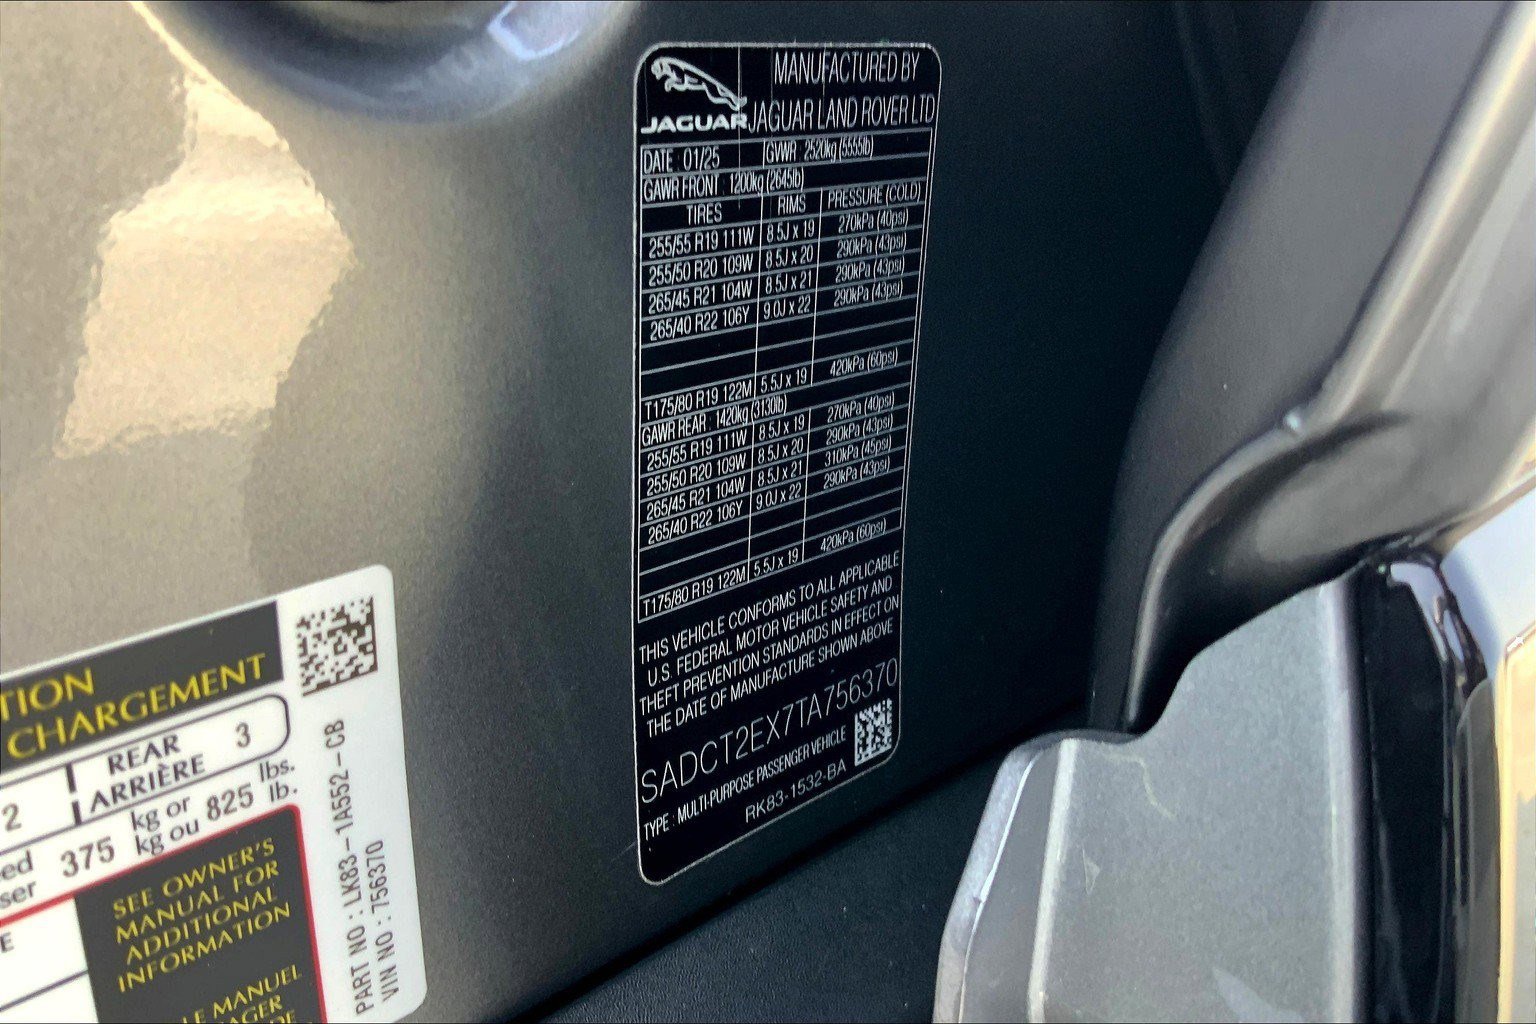 JAGUAR
MANUFACTURED BY
JAGUAR LAND ROVER LTD
DATE : 01/25 GVWR : 2520kg (5555lb)
GAWR FRONT : 1200kg (2645lb)
TIRES RIMS PRESSURE (COLD)
255/55 R19 111W 8.5J x 19 270kPa (40psi)
255/50 R20 109W 8.5J x 20 290kPa (43psi)
265/45 R21 104W 8.5J x 21 290kPa (43psi)
265/40 R22 106Y 9.0J x 22 290kPa (43psi)
T175/80 R19 122M 5.5J x 19 420kPa (60psi)
GAWR REAR : 1420kg (3130lb)
255/55 R19 111W 8.5J x 19 270kPa (40psi)
255/50 R20 109W 8.5J x 20 290kPa (43psi)
265/45 R21 104W 8.5J x 21 310kPa (45psi)
265/40 R22 106Y 9.0J x 22 290kPa (43psi)
T175/80 R19 122M 5.5J x 19 420kPa (60psi)
THIS VEHICLE CONFORMS TO ALL APPLICABLE
U.S. FEDERAL MOTOR VEHICLE SAFETY AND
THEFT PREVENTION STANDARDS IN EFFECT ON
THE DATE OF MANUFACTURE SHOWN ABOVE
SADCT2EX7TA756370
TYPE : MULTI-PURPOSE PASSENGER VEHICLE
RK83-1532-BA
TION
CHARGEMENT
2 REAR 3
ARRIÈRE
ed 375 kg or 825 lbs.
ser kg ou lb.
E
SEE OWNER'S
MANUAL FOR
ADDITIONAL
INFORMATION
LE MANUEL
AGER
DE
PART NO : LK83-1A552-CB
VIN NO : 756370